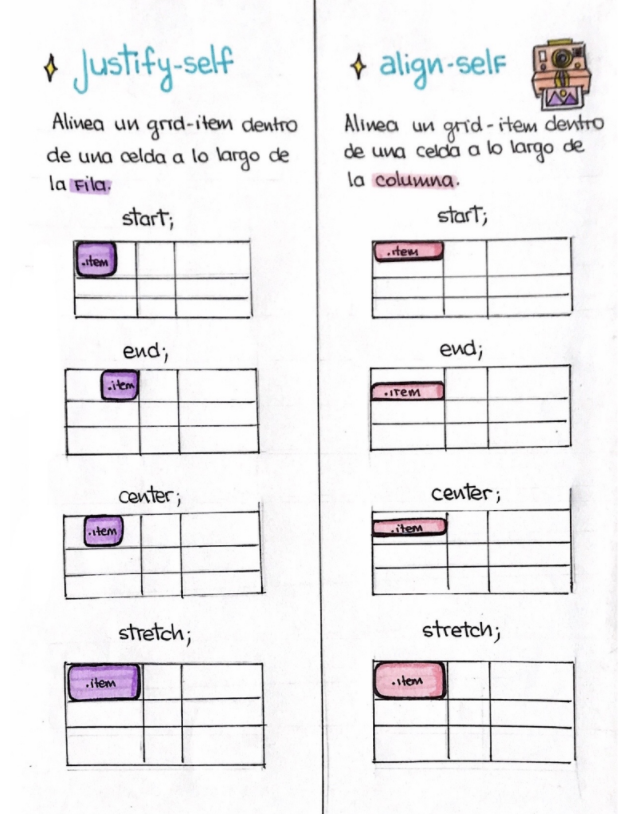 Justify-self
Alinea un grid-item dentro
de una celda a lo largo de
la Fila.
start;
.item
end;
.item
center;
.item
stretch;
.item
align-self
Alinea un grid-item dentro
de una celda a lo largo de
la columna.
start;
.item
end;
.item
center;
.item
stretch;
.item